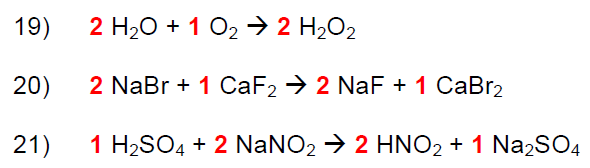 19) 2 H₂O + 1 O₂ → 2 H₂O₂
20) 2 NaBr + 1 CaF₂ → 2 NaF + 1 CaBr₂
21) 1 H₂SO₄ + 2 NaNO₂ → 2 HNO₂ + 1 Na₂SO₄